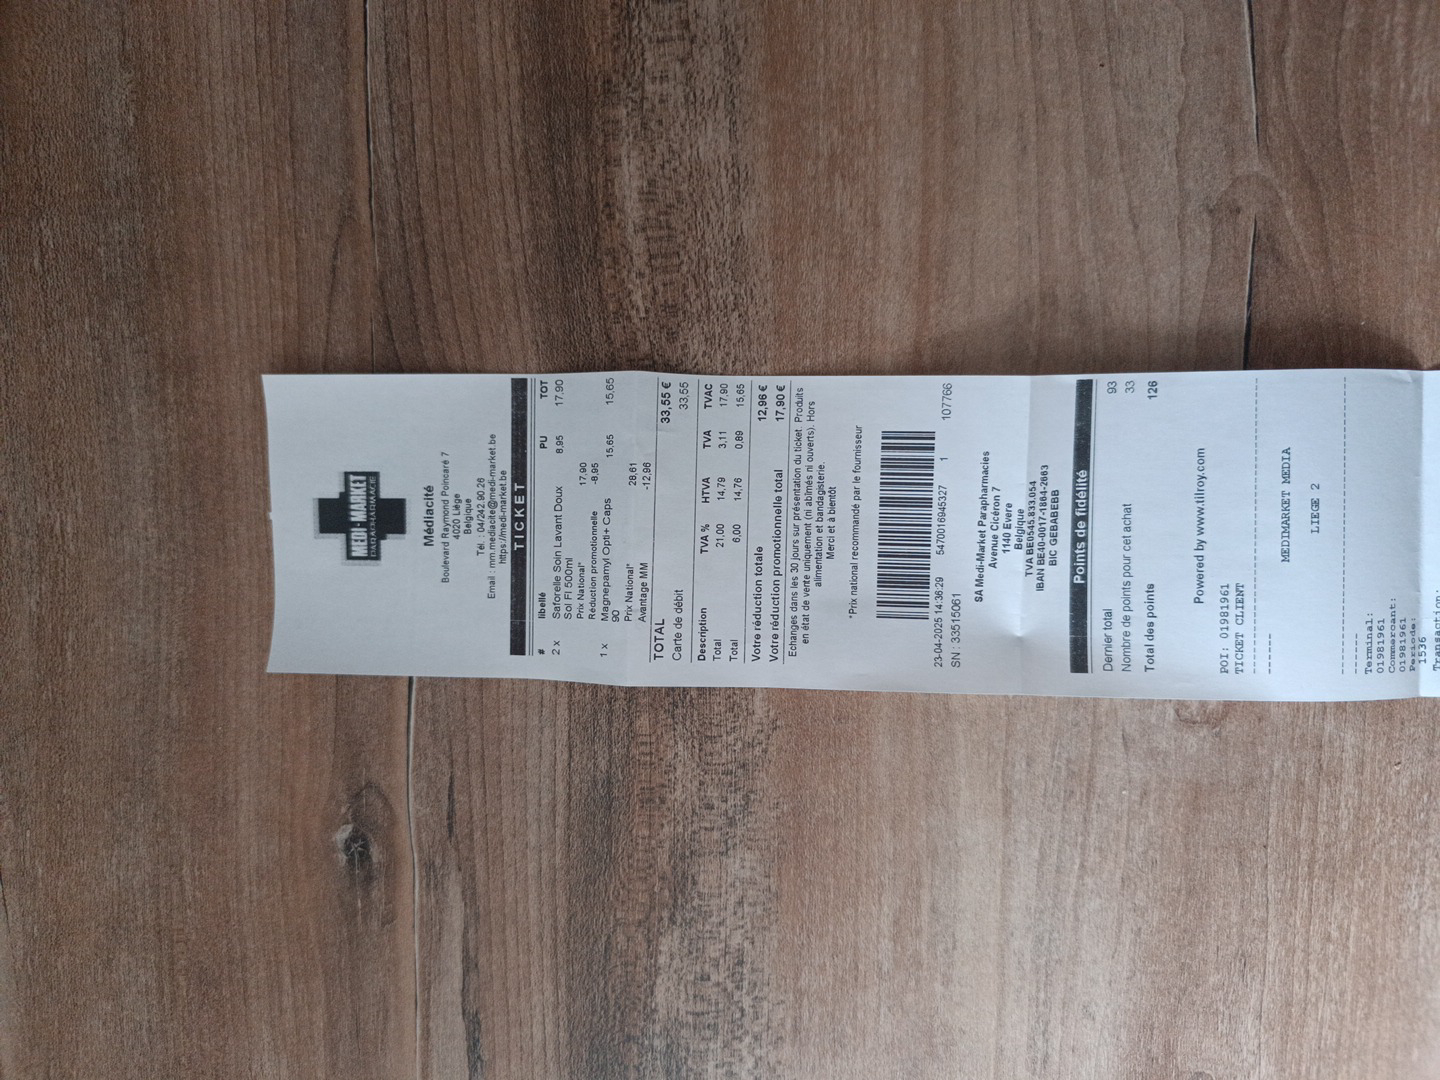 MEDI-MARKET
PARAPHARMACIE
Médiacité
Boulevard Raymond Poincaré 7
4020 Liège
Belgique
Tél. : 04/242.90.26
Email : mm.mediacite@medi-market.be
https://medi-market.be
TICKET
# libellé PU TOT
2 x Saforelle Soin Lavant Doux 8,95 17,90
Sol Fl 500ml
Prix National* 17,90
Réduction promotionnelle -8,95
1 x Magnepamyl Opti+ Caps 15,65 15,65
90
Prix National* 28,61
Avantage MM -12,96
TOTAL 33,55 €
Carte de débit 33,55
Description TVA % HTVA TVA TVAC
Total 21,00 14,79 3,11 17,90
Total 6,00 14,76 0,89 15,65
Votre réduction totale 12,96 €
Votre réduction promotionnelle total 17,90 €
Echanges dans les 30 jours sur présentation du ticket. Produits
en état de vente uniquement (ni abîmés ni ouverts). Hors
alimentation et bandagisterie.
Merci et à bientôt
*Prix national recommandé par le fournisseur
23-04-2025 14:36:29 5470016945327 1 107766
SN : 33515061
SA Medi-Market Parapharmacies
Avenue Cicéron 7
1140 Evere
Belgique
TVA BE0545.833.054
IBAN BE40-0017-1864-2663
BIC GEBABEBB
Points de fidélité
Dernier total 93
Nombre de points pour cet achat 33
Total des points 126
Powered by www.tillroy.com
POI: 01981961
TICKET CLIENT
MEDIMARKET MEDIA
LIEGE 2
Terminal:
01981961
Commercant:
01981961
Periode:
1536
Transaction: